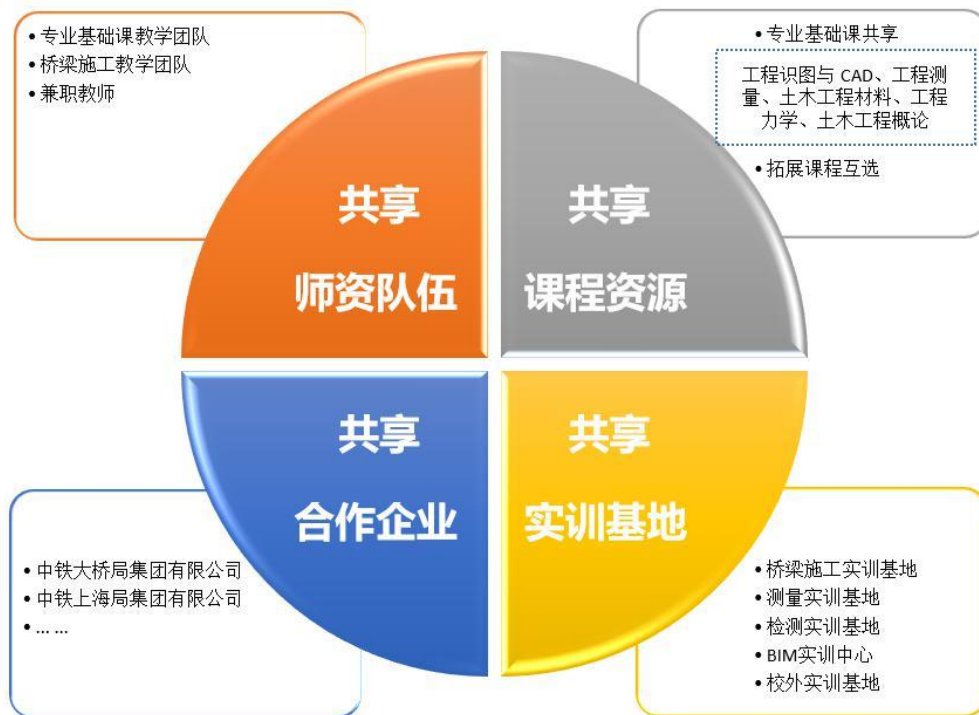 • 专业基础课教学团队
• 桥梁施工教学团队
• 兼职教师
• 专业基础课共享
工程识图与 CAD、工程测
量、土木工程材料、工程
力学、土木工程概论
• 拓展课程互选
共享
师资队伍
共享
课程资源
共享
合作企业
共享
实训基地
• 中铁大桥局集团有限公司
• 中铁上海局集团有限公司
• ... ...
• 桥梁施工实训基地
• 测量实训基地
• 检测实训基地
• BIM实训中心
• 校外实训基地